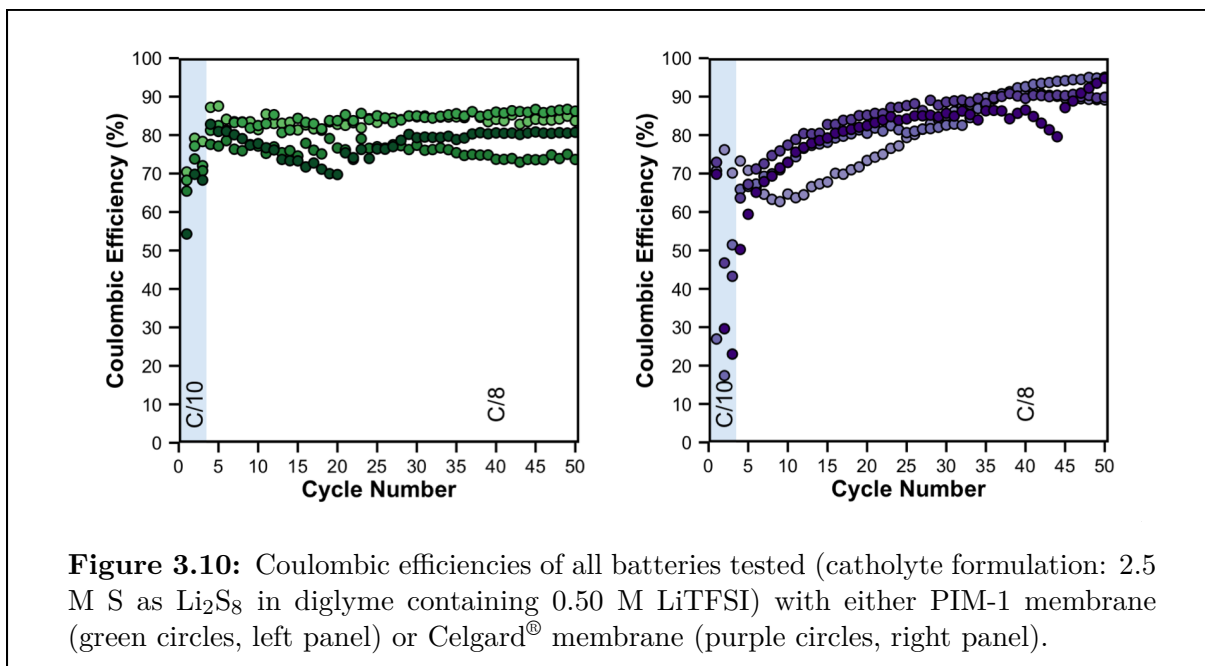 100
90
80
70
60
50
40
30
20
10
0
Coulombic Efficiency (%)
C/10
C/8
0 5 10 15 20 25 30 35 40 45 50
Cycle Number
100
90
80
70
60
50
40
30
20
10
0
Coulombic Efficiency (%)
C/10
C/8
0 5 10 15 20 25 30 35 40 45 50
Cycle Number
Figure 3.10: Coulombic efficiencies of all batteries tested (catholyte formulation: 2.5
M S as Li₂S₈ in diglyme containing 0.50 M LiTFSI) with either PIM-1 membrane
(green circles, left panel) or Celgard® membrane (purple circles, right panel).